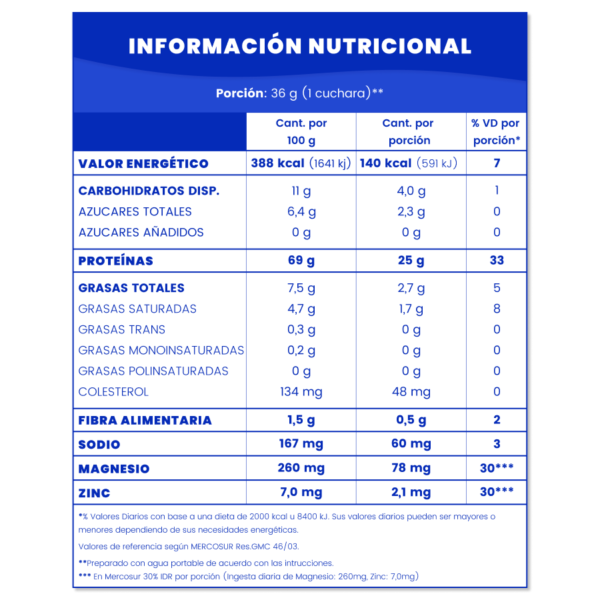 INFORMACIÓN NUTRICIONAL
Porción: 36 g (1 cuchara)**
Cant. por 100 g Cant. por porción % VD por porción*
VALOR ENERGÉTICO 388 kcal (1641 kj) 140 kcal (591 kJ) 7
CARBOHIDRATOS DISP. 11 g 4,0 g 1
AZUCARES TOTALES 6,4 g 2,3 g 0
AZUCARES AÑADIDOS 0 g 0 g 0
PROTEÍNAS 69 g 25 g 33
GRASAS TOTALES 7,5 g 2,7 g 5
GRASAS SATURADAS 4,7 g 1,7 g 8
GRASAS TRANS 0,3 g 0 g 0
GRASAS MONOINSATURADAS 0,2 g 0 g 0
GRASAS POLINSATURADAS 0 g 0 g 0
COLESTEROL 134 mg 48 mg 0
FIBRA ALIMENTARIA 1,5 g 0,5 g 2
SODIO 167 mg 60 mg 3
MAGNESIO 260 mg 78 mg 30***
ZINC 7,0 mg 2,1 mg 30***
*% Valores Diarios con base a una dieta de 2000 kcal u 8400 kJ. Sus valores diarios pueden ser mayores o
menores dependiendo de sus necesidades energéticas.
Valores de referencia según MERCOSUR Res.GMC 46/03.
**Preparado con agua portable de acuerdo con las intrucciones.
*** En Mercosur 30% IDR por porción (Ingesta diaria de Magnesio: 260mg, Zinc: 7,0mg)